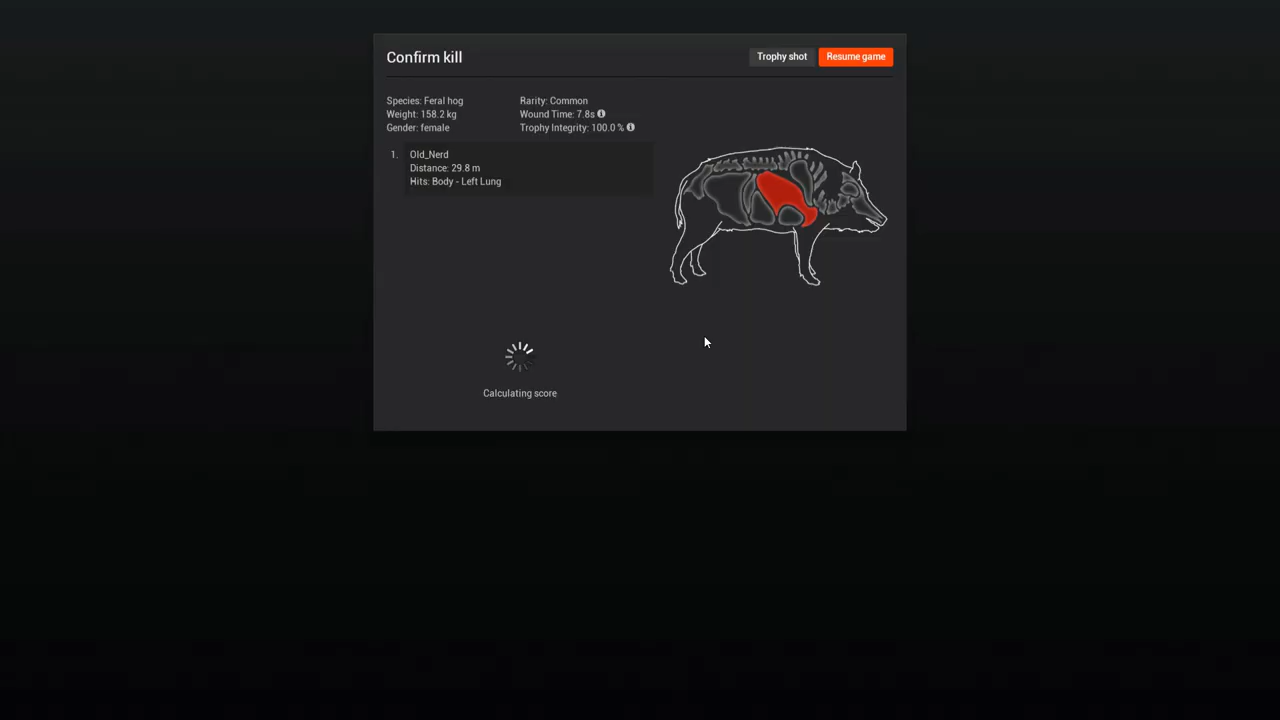 Confirm kill
Trophy shot
Resume game
Species: Feral hog
Weight: 158.2 kg
Gender: female
Rarity: Common
Wound Time: 7.8s
Trophy Integrity: 100.0 %
1.
Old_Nerd
Distance: 29.8 m
Hits: Body - Left Lung
Calculating score